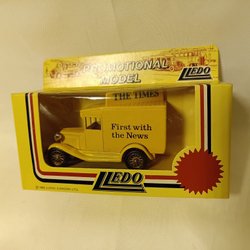 PROMOTIONAL
MODEL
LLEDO
THE TIMES
First with
the News
LLEDO